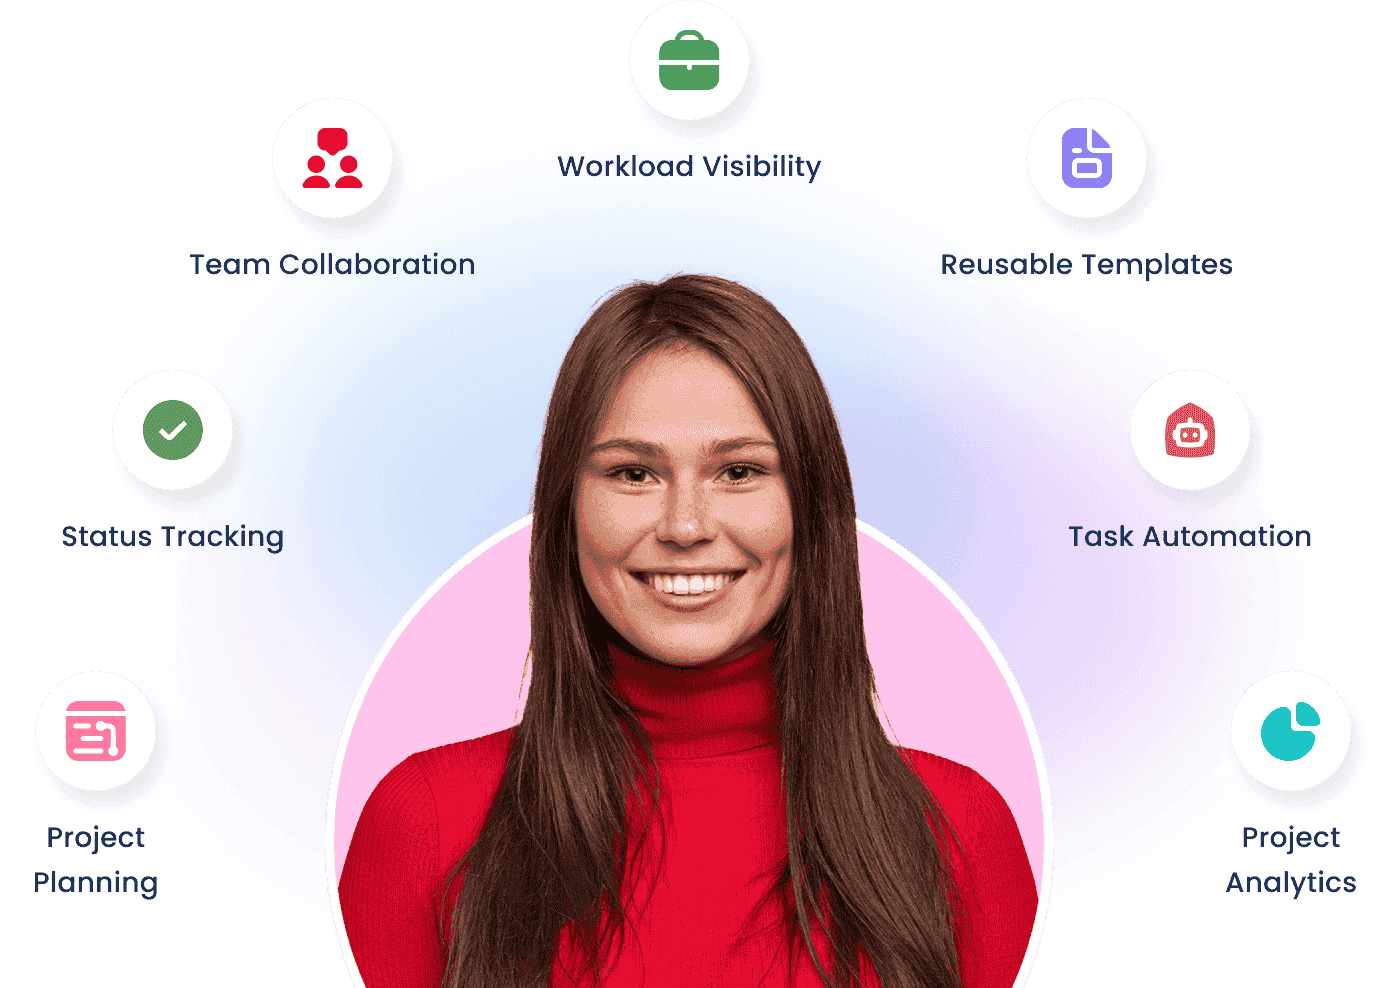 Workload Visibility
Team Collaboration
Reusable Templates
Status Tracking
Task Automation
Project
Planning
Project
Analytics